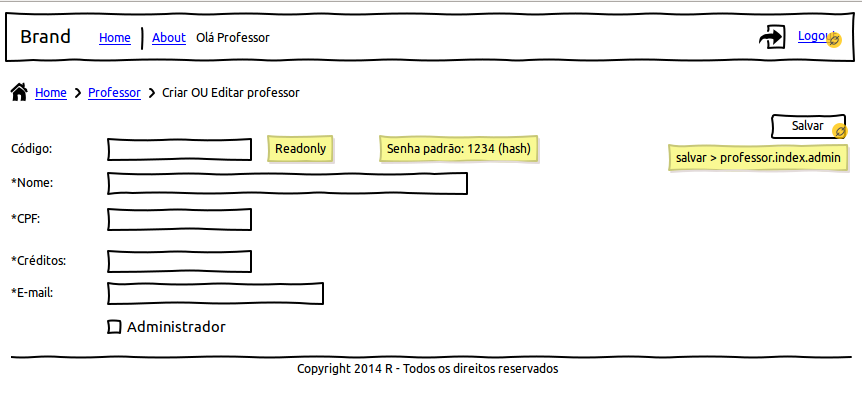 Brand Home About Olá Professor Logout
Home Professor Criar OU Editar professor
Salvar
Código: Readonly Senha padrão: 1234 (hash)
salvar > professor.index.admin
*Nome:
*CPF:
*Créditos:
*E-mail:
Administrador
Copyright 2014 R - Todos os direitos reservados